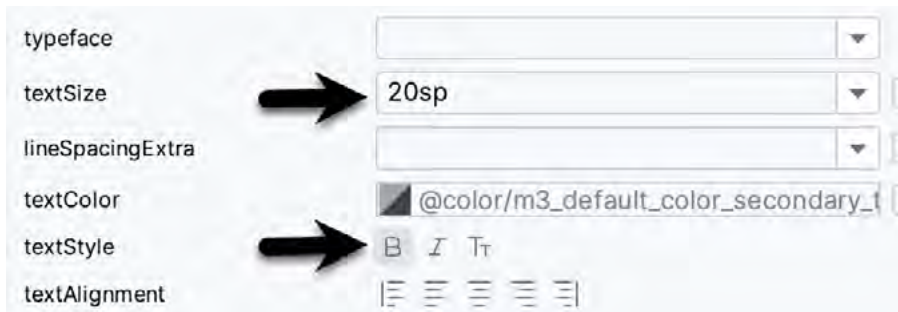 typeface
textSize 20sp
lineSpacingExtra
textColor @color/m3_default_color_secondary_t
textStyle B I Tт
textAlignment